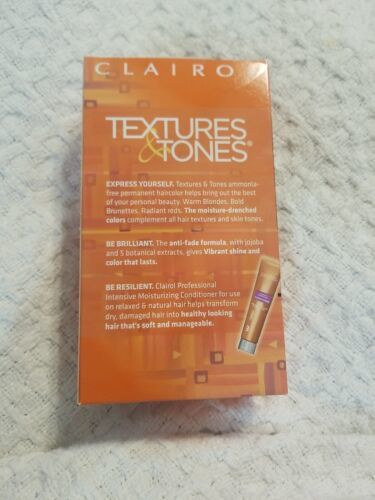 CLAIRO
TEXTURES
& TONES®
EXPRESS YOURSELF. Textures & Tones ammonia-
free permanent haircolor helps bring out the best
of your personal beauty. Warm Blondes. Bold
Brunettes. Radiant reds. The moisture-drenched
colors complement all hair textures and skin tones.
BE BRILLIANT. The anti-fade formula, with jojoba
and 5 botanical extracts, gives Vibrant shine and
color that lasts.
BE RESILIENT. Clairol Professional
Intensive Moisturizing Conditioner for use
on relaxed & natural hair helps transform
dry, damaged hair into healthy looking
hair that's soft and manageable.